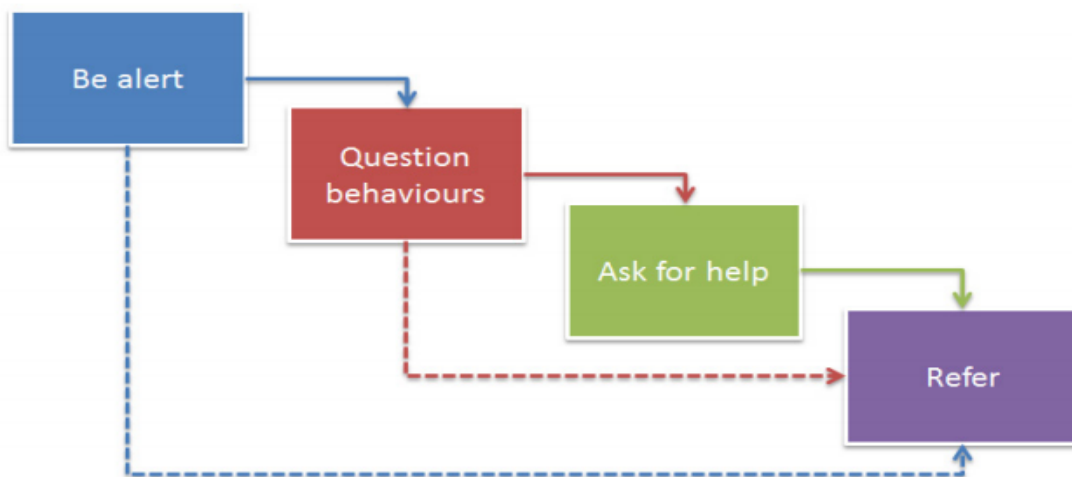 Be alert
Question
behaviours
Ask for help
Refer